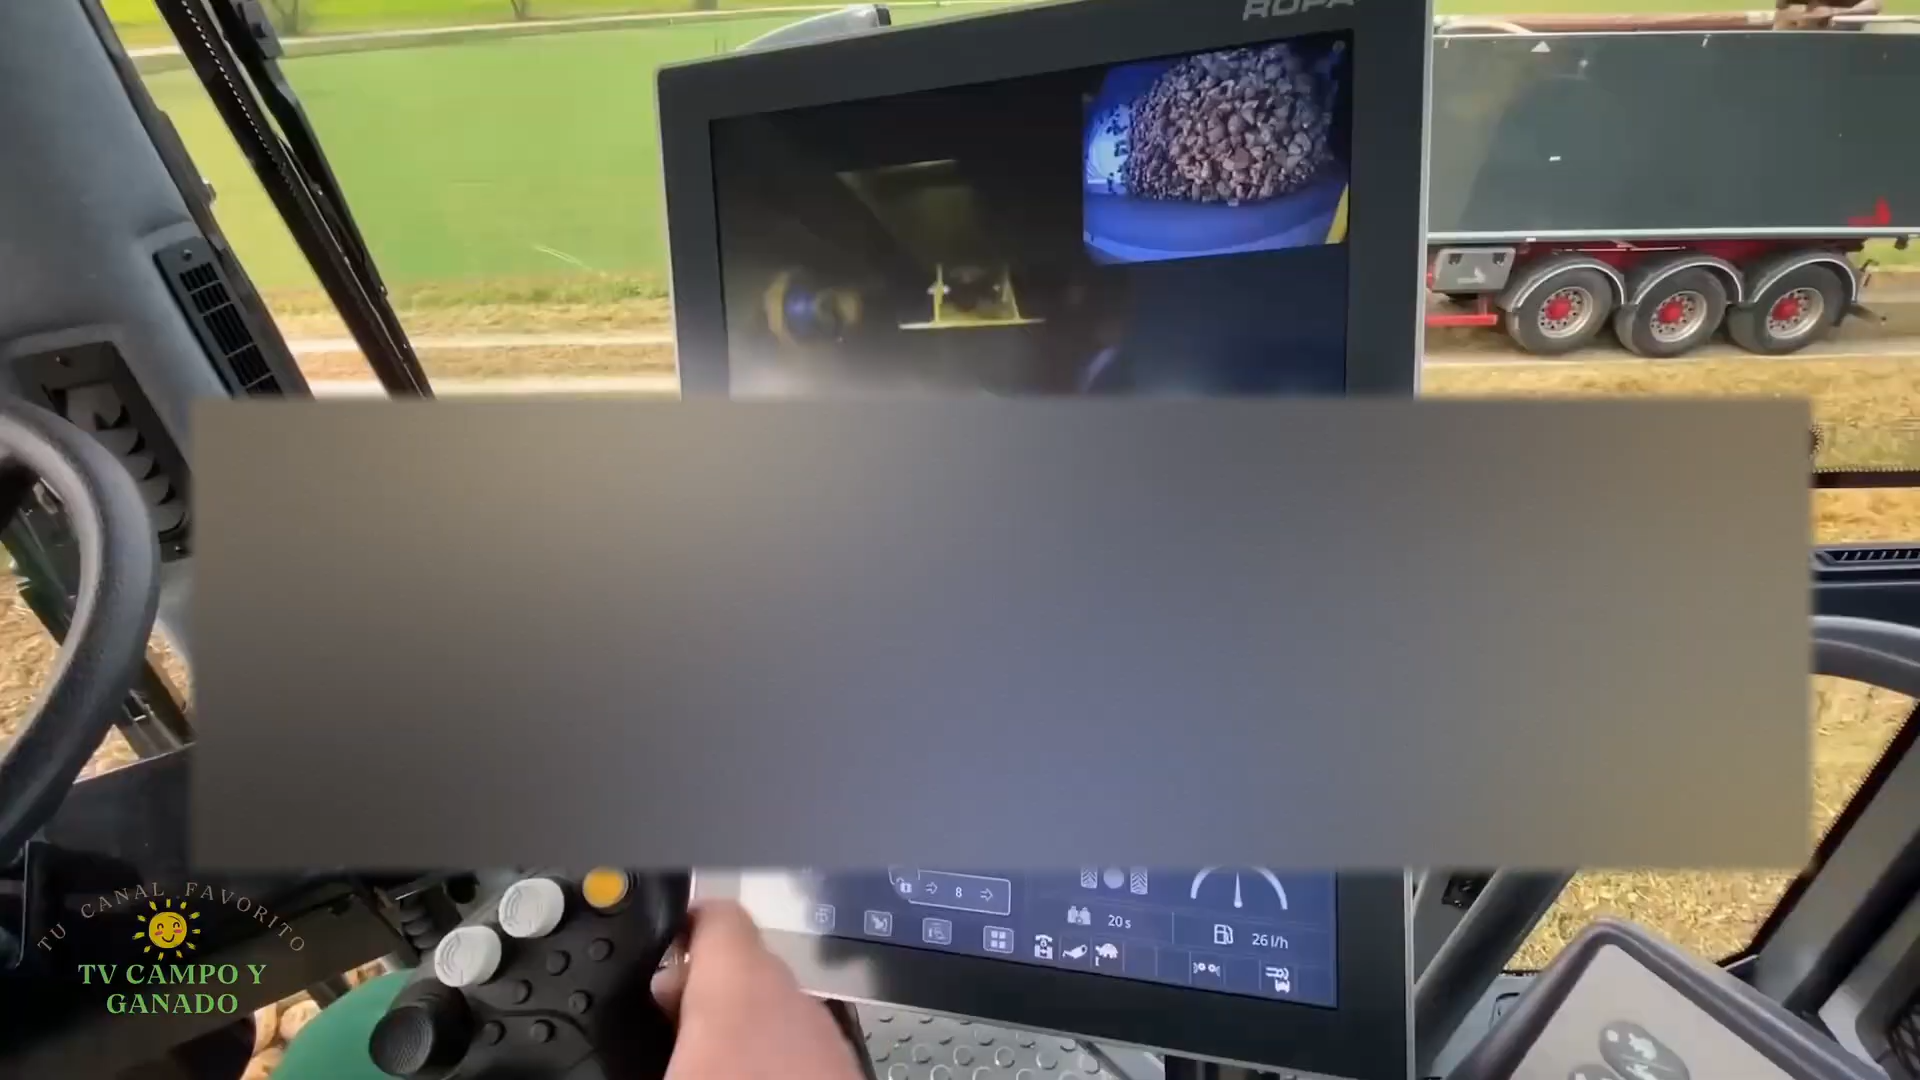 ROPA
8
20 s
26 l/h
TU CANAL FAVORITO
TV CAMPO Y
GANADO